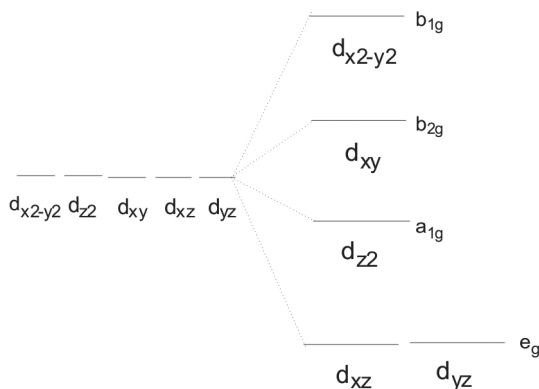 b1g
dx2-y2
b2g
dxy
dx2-y2 dz2 dxy dxz dyz
a1g
dz2
eg
dxz dyz